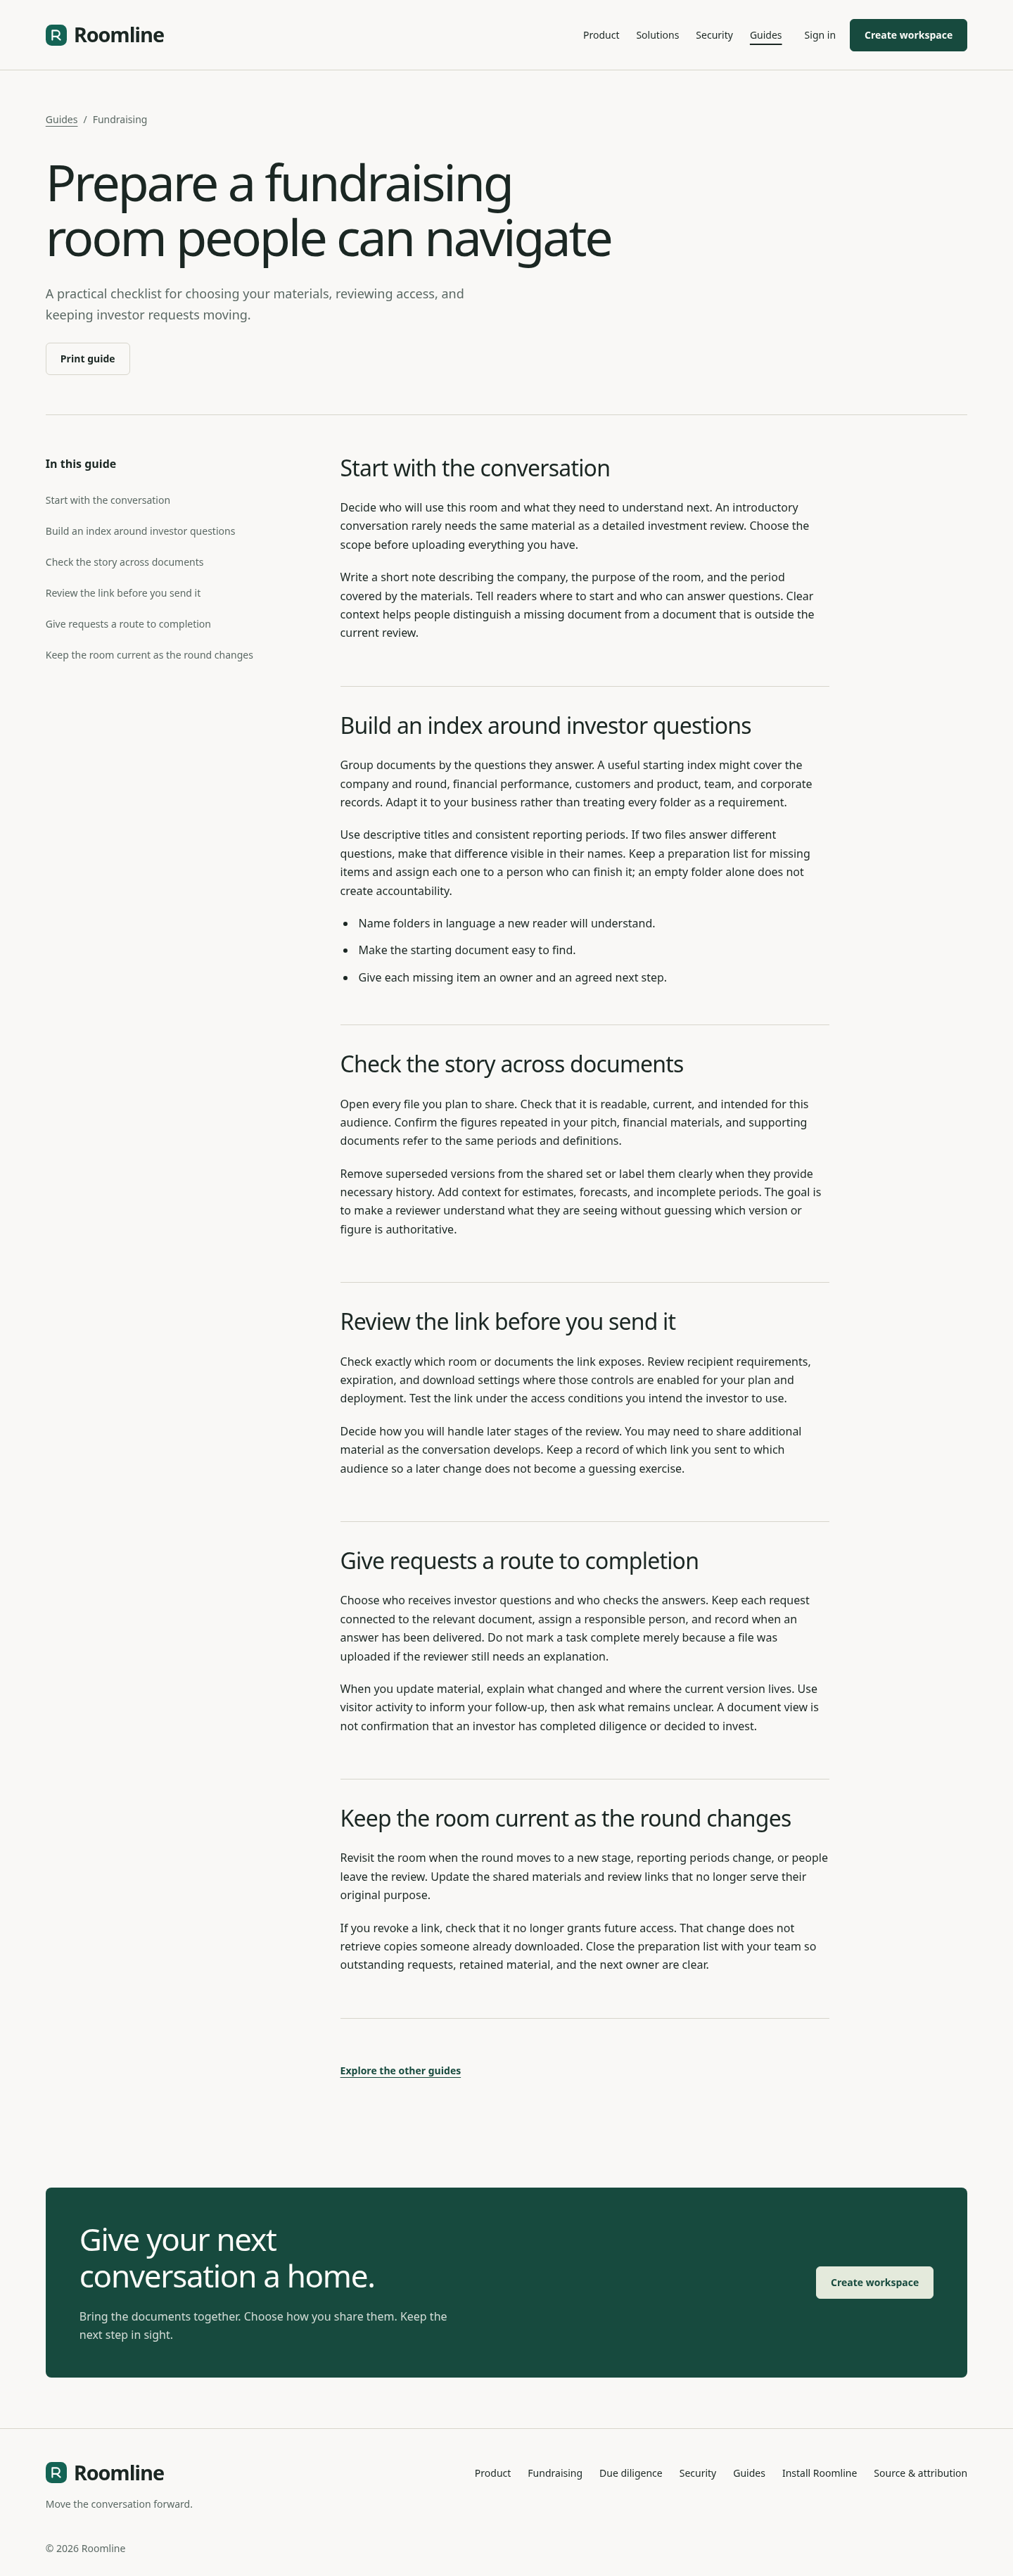 Roomline
Product
Solutions
Security
Guides
Sign in
Create workspace
Guides / Fundraising
Prepare a fundraising
room people can navigate
A practical checklist for choosing your materials, reviewing access, and
keeping investor requests moving.
Print guide
In this guide
Start with the conversation
Build an index around investor questions
Check the story across documents
Review the link before you send it
Give requests a route to completion
Keep the room current as the round changes
Start with the conversation
Decide who will use this room and what they need to understand next. An introductory
conversation rarely needs the same material as a detailed investment review. Choose the
scope before uploading everything you have.
Write a short note describing the company, the purpose of the room, and the period
covered by the materials. Tell readers where to start and who can answer questions. Clear
context helps people distinguish a missing document from a document that is outside the
current review.
Build an index around investor questions
Group documents by the questions they answer. A useful starting index might cover the
company and round, financial performance, customers and product, team, and corporate
records. Adapt it to your business rather than treating every folder as a requirement.
Use descriptive titles and consistent reporting periods. If two files answer different
questions, make that difference visible in their names. Keep a preparation list for missing
items and assign each one to a person who can finish it; an empty folder alone does not
create accountability.
• Name folders in language a new reader will understand.
• Make the starting document easy to find.
• Give each missing item an owner and an agreed next step.
Check the story across documents
Open every file you plan to share. Check that it is readable, current, and intended for this
audience. Confirm the figures repeated in your pitch, financial materials, and supporting
documents refer to the same periods and definitions.
Remove superseded versions from the shared set or label them clearly when they provide
necessary history. Add context for estimates, forecasts, and incomplete periods. The goal is
to make a reviewer understand what they are seeing without guessing which version or
figure is authoritative.
Review the link before you send it
Check exactly which room or documents the link exposes. Review recipient requirements,
expiration, and download settings where those controls are enabled for your plan and
deployment. Test the link under the access conditions you intend the investor to use.
Decide how you will handle later stages of the review. You may need to share additional
material as the conversation develops. Keep a record of which link you sent to which
audience so a later change does not become a guessing exercise.
Give requests a route to completion
Choose who receives investor questions and who checks the answers. Keep each request
connected to the relevant document, assign a responsible person, and record when an
answer has been delivered. Do not mark a task complete merely because a file was
uploaded if the reviewer still needs an explanation.
When you update material, explain what changed and where the current version lives. Use
visitor activity to inform your follow-up, then ask what remains unclear. A document view is
not confirmation that an investor has completed diligence or decided to invest.
Keep the room current as the round changes
Revisit the room when the round moves to a new stage, reporting periods change, or people
leave the review. Update the shared materials and review links that no longer serve their
original purpose.
If you revoke a link, check that it no longer grants future access. That change does not
retrieve copies someone already downloaded. Close the preparation list with your team so
outstanding requests, retained material, and the next owner are clear.
Explore the other guides
Give your next
conversation a home.
Bring the documents together. Choose how you share them. Keep the
next step in sight.
Create workspace
Roomline
Move the conversation forward.
Product
Fundraising
Due diligence
Security
Guides
Install Roomline
Source & attribution
© 2026 Roomline